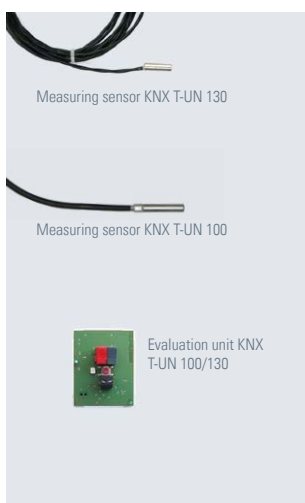 Measuring sensor KNX T-UN 130
Measuring sensor KNX T-UN 100
Evaluation unit KNX
T-UN 100/130